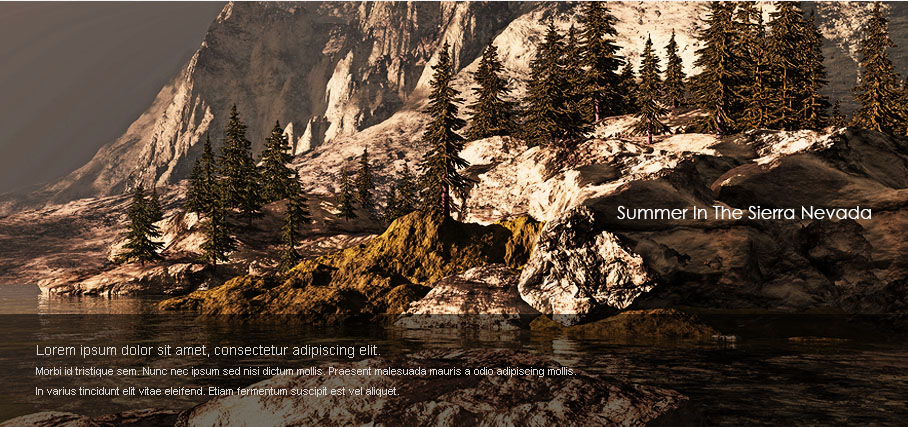 Summer In The Sierra Nevada
Lorem ipsum dolor sit amet, consectetur adipiscing elit.
Morbi id tristique sem. Nunc nec ipsum sed nisi dictum mollis. Praesent malesuada mauris a odio adipiscing mollis.
In varius tincidunt elit vitae eleifend. Etiam fermentum suscipit est vel aliquet.